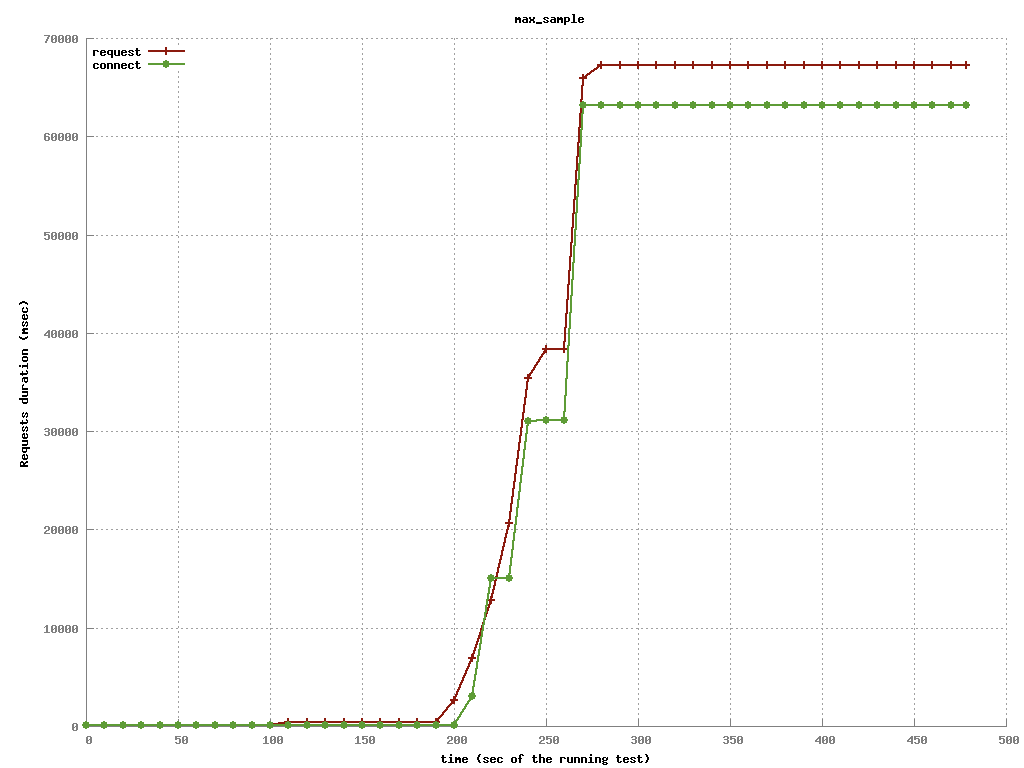 max_sample
request
connect
70000
60000
50000
40000
30000
20000
10000
0
Requests duration (msec)
0 50 100 150 200 250 300 350 400 450 500
time (sec of the running test)